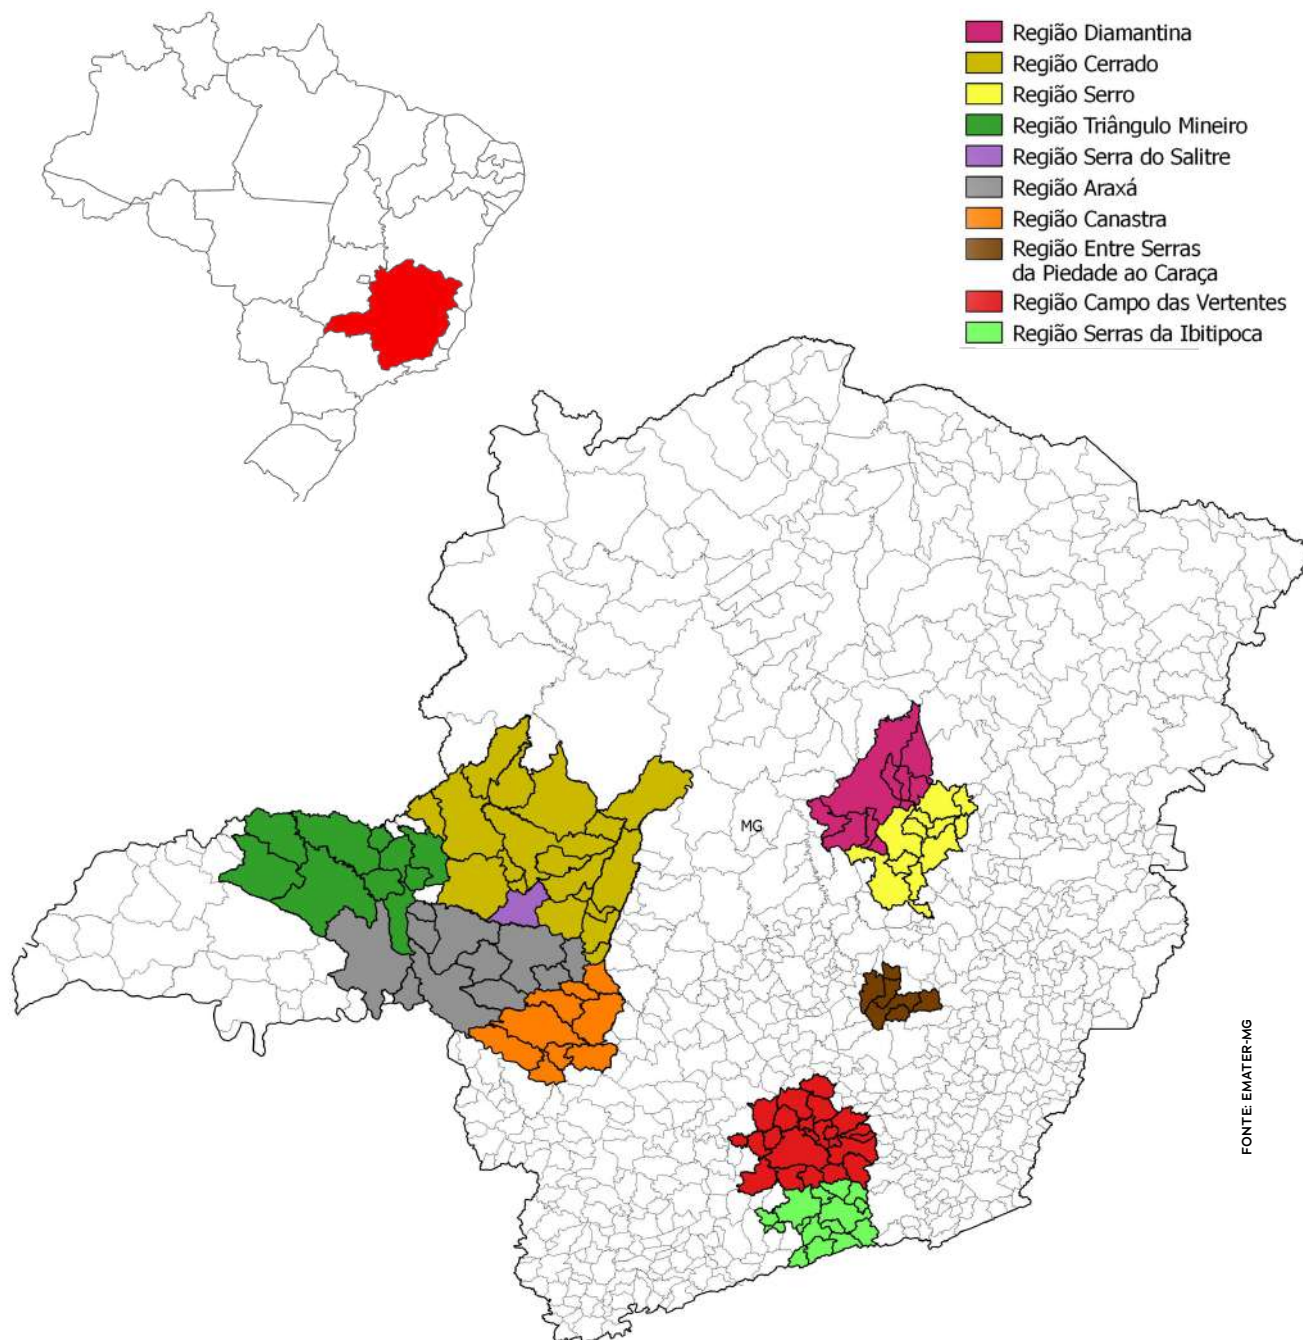 Região Diamantina
Região Cerrado
Região Serro
Região Triângulo Mineiro
Região Serra do Salitre
Região Araxá
Região Canastra
Região Entre Serras
da Piedade ao Caraça
Região Campo das Vertentes
Região Serras da Ibitipoca
MG
FONTE: EMATER-MG